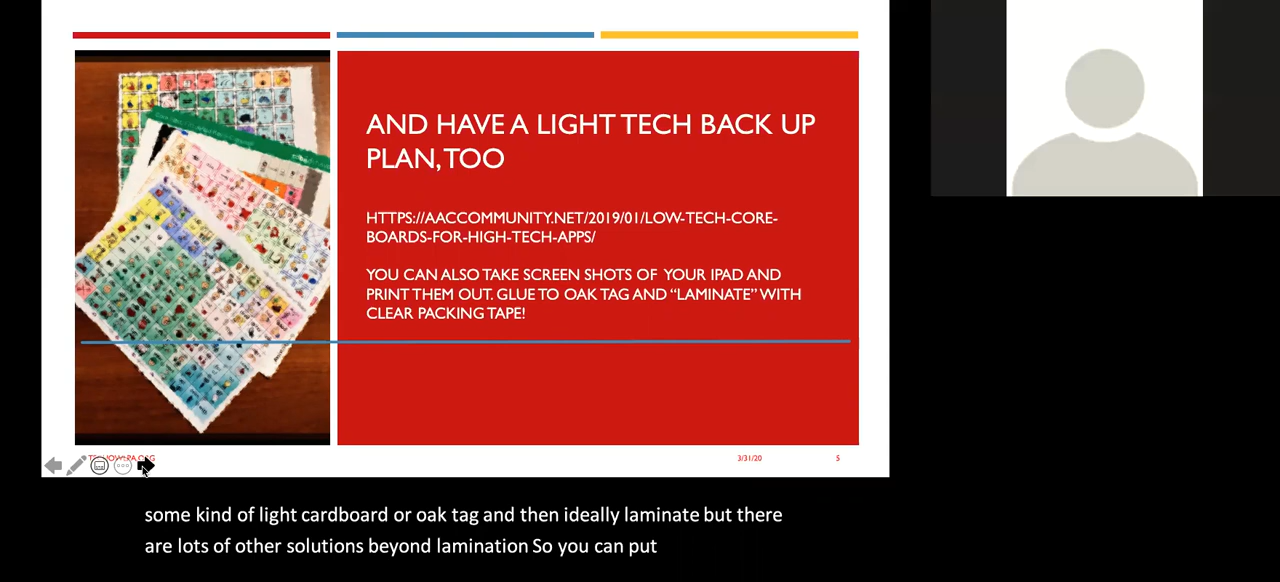 AND HAVE A LIGHT TECH BACK UP
PLAN, TOO
HTTPS://AACCOMMUNITY.NET/2019/01/LOW-TECH-CORE-
BOARDS-FOR-HIGH-TECH-APPS/
YOU CAN ALSO TAKE SCREEN SHOTS OF YOUR IPAD AND
PRINT THEM OUT. GLUE TO OAK TAG AND “LAMINATE” WITH
CLEAR PACKING TAPE!
3/31/20
5
some kind of light cardboard or oak tag and then ideally laminate but there
are lots of other solutions beyond lamination So you can put